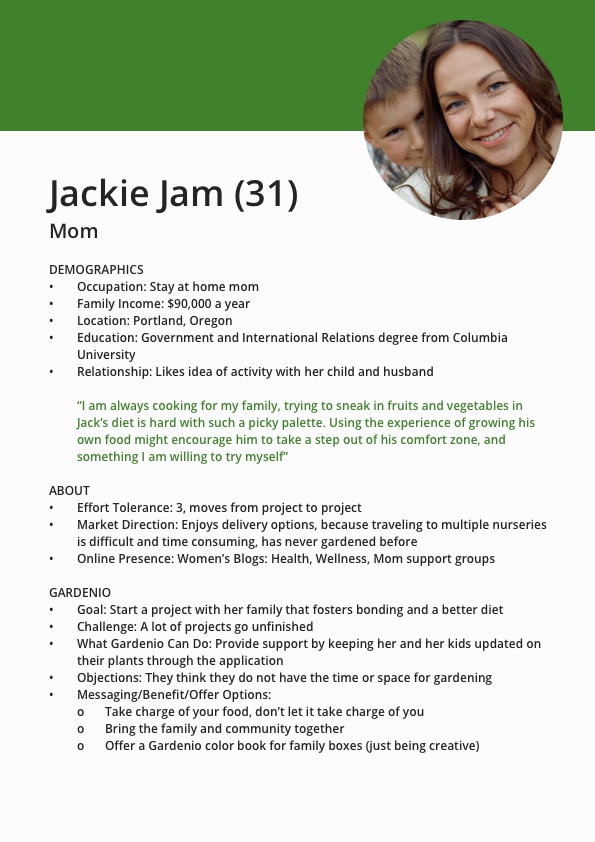 Jackie Jam (31)
Mom
DEMOGRAPHICS
• Occupation: Stay at home mom
• Family Income: $90,000 a year
• Location: Portland, Oregon
• Education: Government and International Relations degree from Columbia
University
• Relationship: Likes idea of activity with her child and husband
“I am always cooking for my family, trying to sneak in fruits and vegetables in
Jack’s diet is hard with such a picky palette. Using the experience of growing his
own food might encourage him to take a step out of his comfort zone, and
something I am willing to try myself”
ABOUT
• Effort Tolerance: 3, moves from project to project
• Market Direction: Enjoys delivery options, because traveling to multiple nurseries
is difficult and time consuming, has never gardened before
• Online Presence: Women’s Blogs: Health, Wellness, Mom support groups
GARDENIO
• Goal: Start a project with her family that fosters bonding and a better diet
• Challenge: A lot of projects go unfinished
• What Gardenio Can Do: Provide support by keeping her and her kids updated on
their plants through the application
• Objections: They think they do not have the time or space for gardening
• Messaging/Benefit/Offer Options:
o Take charge of your food, don’t let it take charge of you
o Bring the family and community together
o Offer a Gardenio color book for family boxes (just being creative)